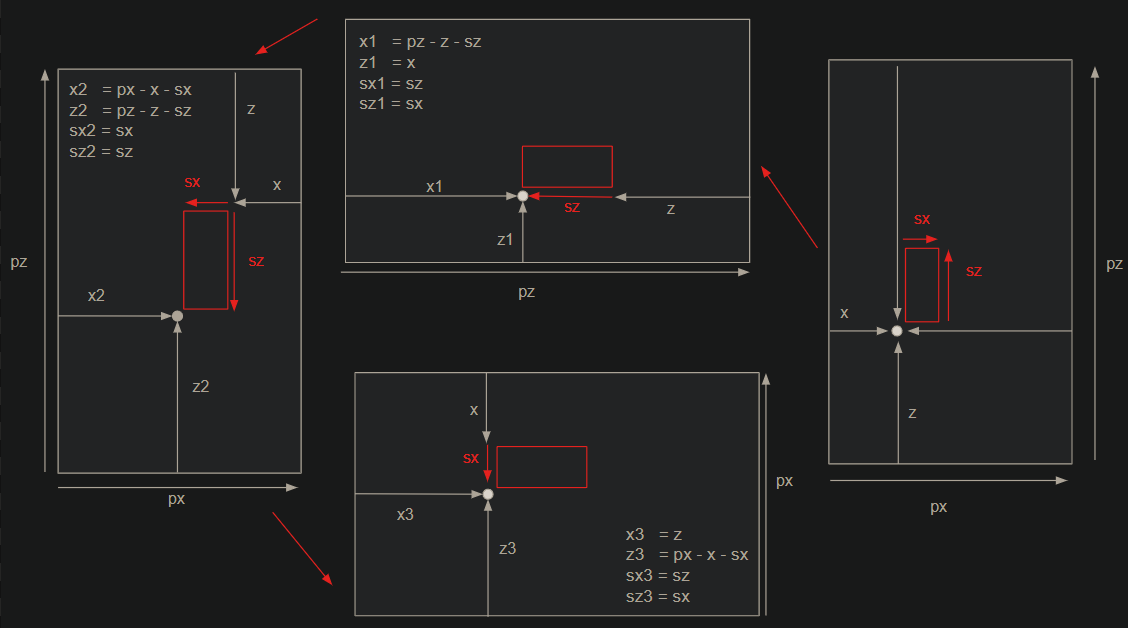 x1 = pz - z - sz
z1 = x
sx1 = sz
sz1 = sx
x1
sz
z
z1
pz
x2 = px - x - sx
z2 = pz - z - sz
sx2 = sx
sz2 = sz
z
sx
x
pz
sz
x2
z2
px
sx
sz
pz
x
z
px
x
sx
px
x3
z3
x3 = z
z3 = px - x - sx
sx3 = sz
sz3 = sx